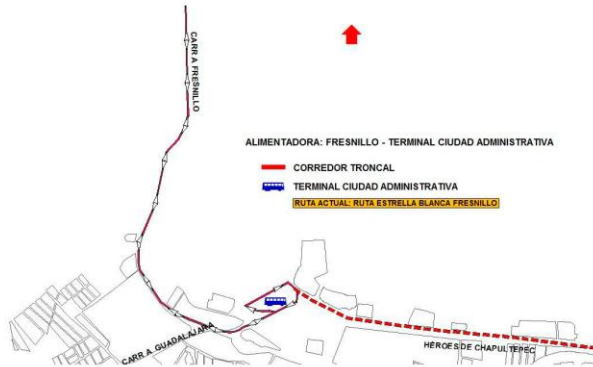 CARR A FRESNILLO
ALIMENTADORA: FRESNILLO - TERMINAL CIUDAD ADMINISTRATIVA
CORREDOR TRONCAL
TERMINAL CIUDAD ADMINISTRATIVA
RUTA ACTUAL: RUTA ESTRELLA BLANCA FRESNILLO
CARR A. GUADALAJARA
HÉROES DE CHAPULTEPEC